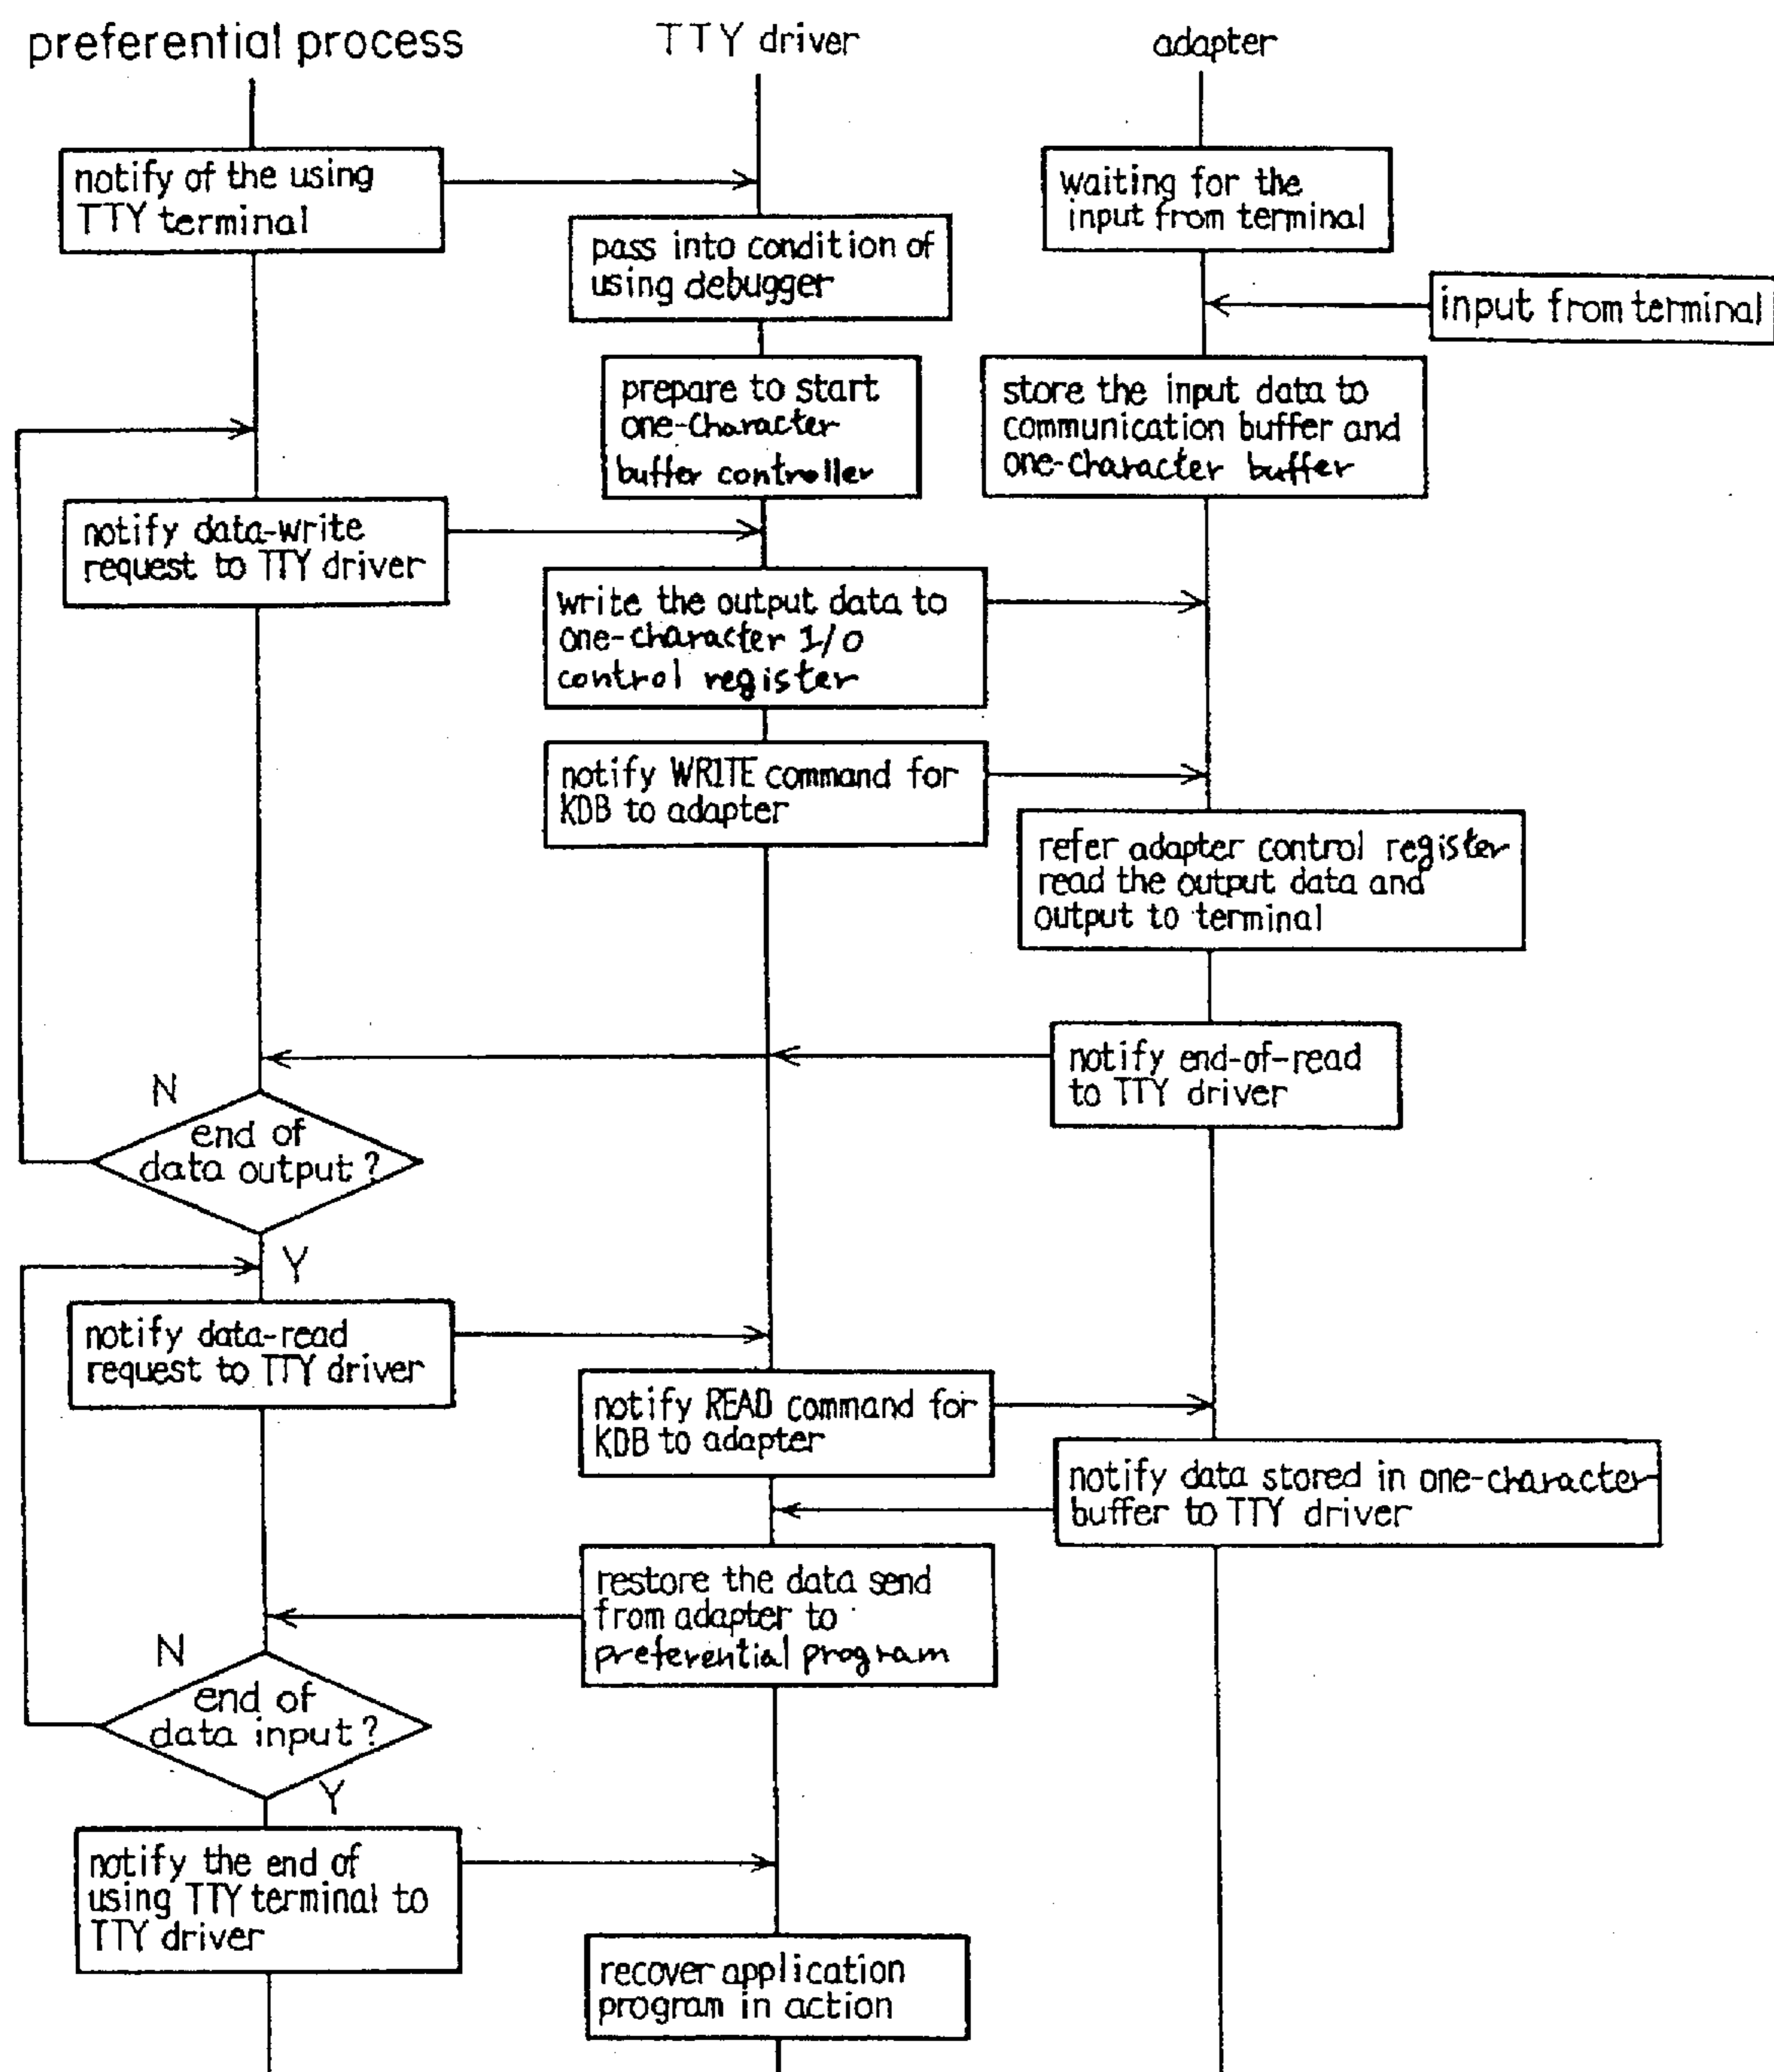 preferential process
TTY driver
adapter
notify of the using
TTY terminal
waiting for the
input from terminal
pass into condition of
using debugger
input from terminal
prepare to start
one-character
buffer controller
store the input data to
communication buffer and
one-character buffer
notify data-write
request to TTY driver
write the output data to
one-character I/O
control register
notify WRITE command for
KDB to adapter
refer adapter control register
read the output data and
output to terminal
notify end-of-read
to TTY driver
N
end of
data output?
Y
notify data-read
request to TTY driver
notify READ command for
KDB to adapter
notify data stored in one-character
buffer to TTY driver
restore the data send
from adapter to
preferential program
N
end of
data input?
Y
notify the end of
using TTY terminal to
TTY driver
recover application
program in action